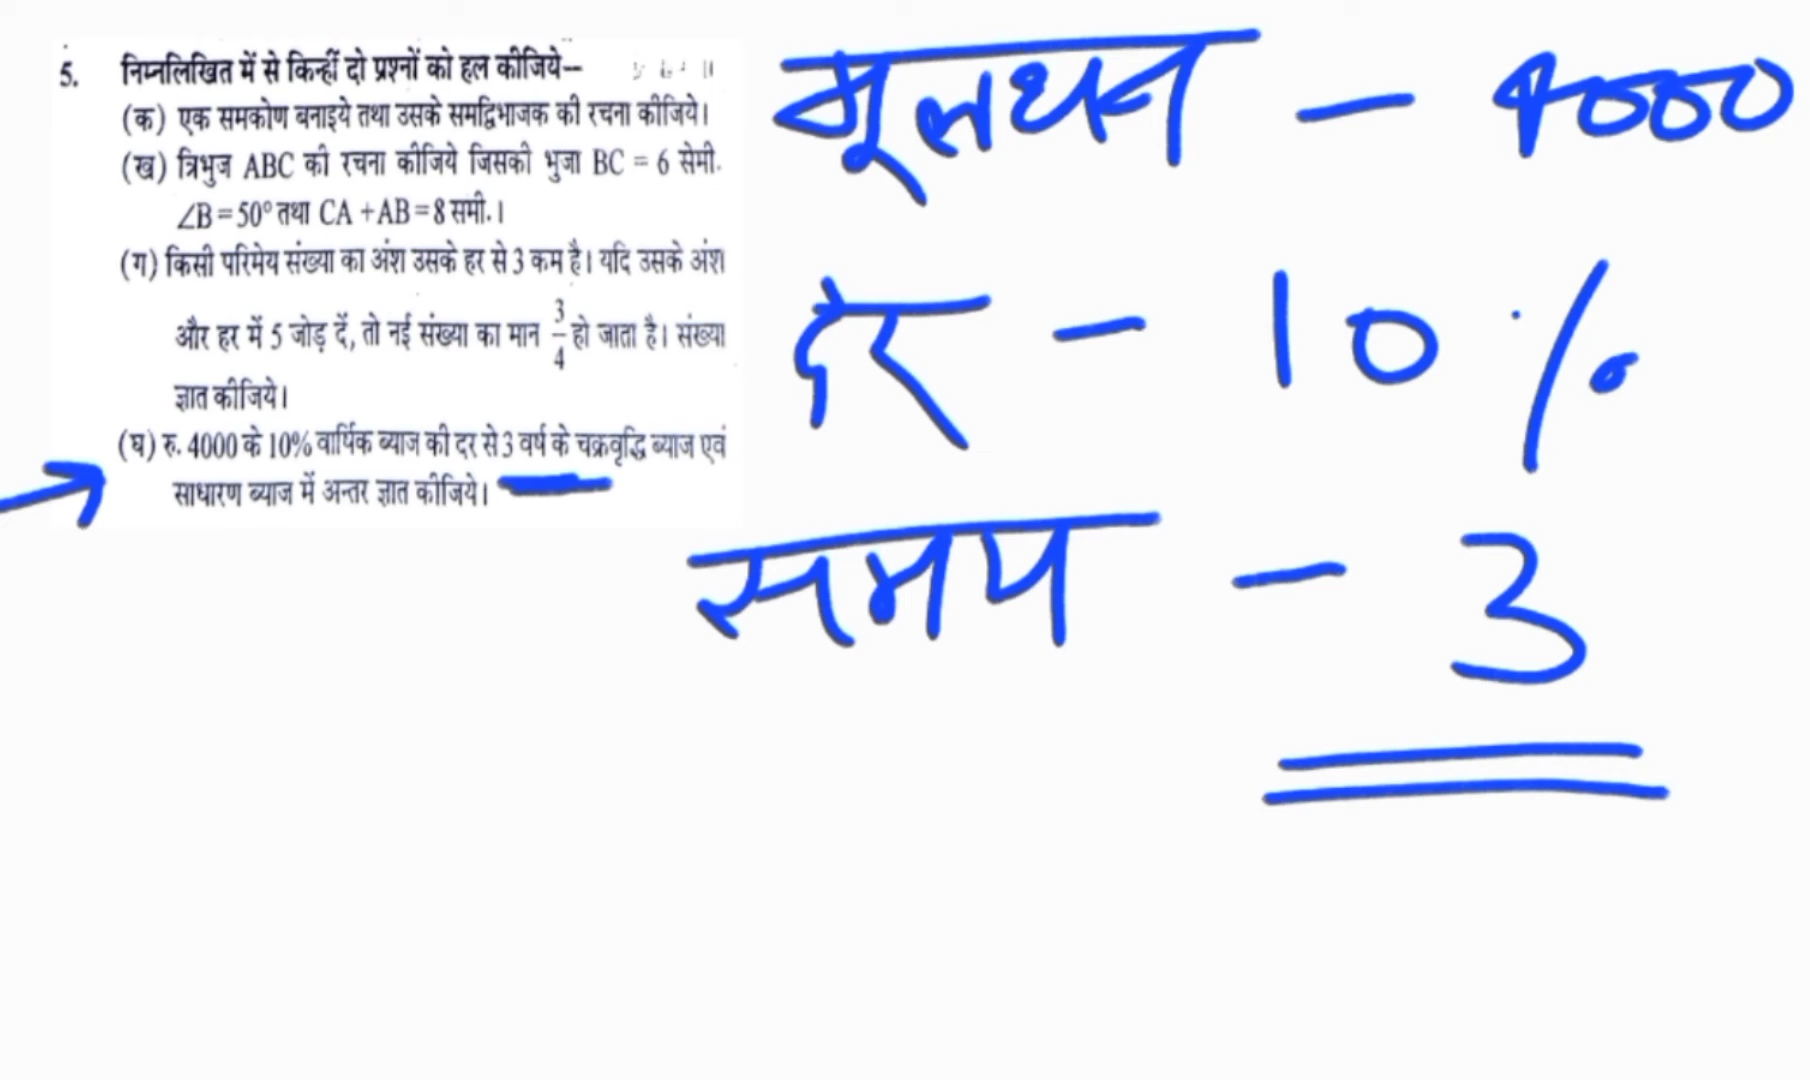 5. निम्नलिखित में से किन्हीं दो प्रश्नों को हल कीजिये–
(क) एक समकोण बनाइये तथा उसके समद्विभाजक की रचना कीजिये।
(ख) त्रिभुज ABC की रचना कीजिये जिसकी भुजा BC = 6 सेमी.
∠B = 50° तथा CA + AB = 8 समी.।
(ग) किसी परिमेय संख्या का अंश उसके हर से 3 कम है। यदि उसके अंश
और हर में 5 जोड़ दें, तो नई संख्या का मान 3/4 हो जाता है। संख्या
ज्ञात कीजिये।
(घ) रु. 4000 के 10% वार्षिक ब्याज की दर से 3 वर्ष के चक्रवृद्धि ब्याज एवं
साधारण ब्याज में अन्तर ज्ञात कीजिये।
मूलधन – 4000
दर – 10 %
समय – 3